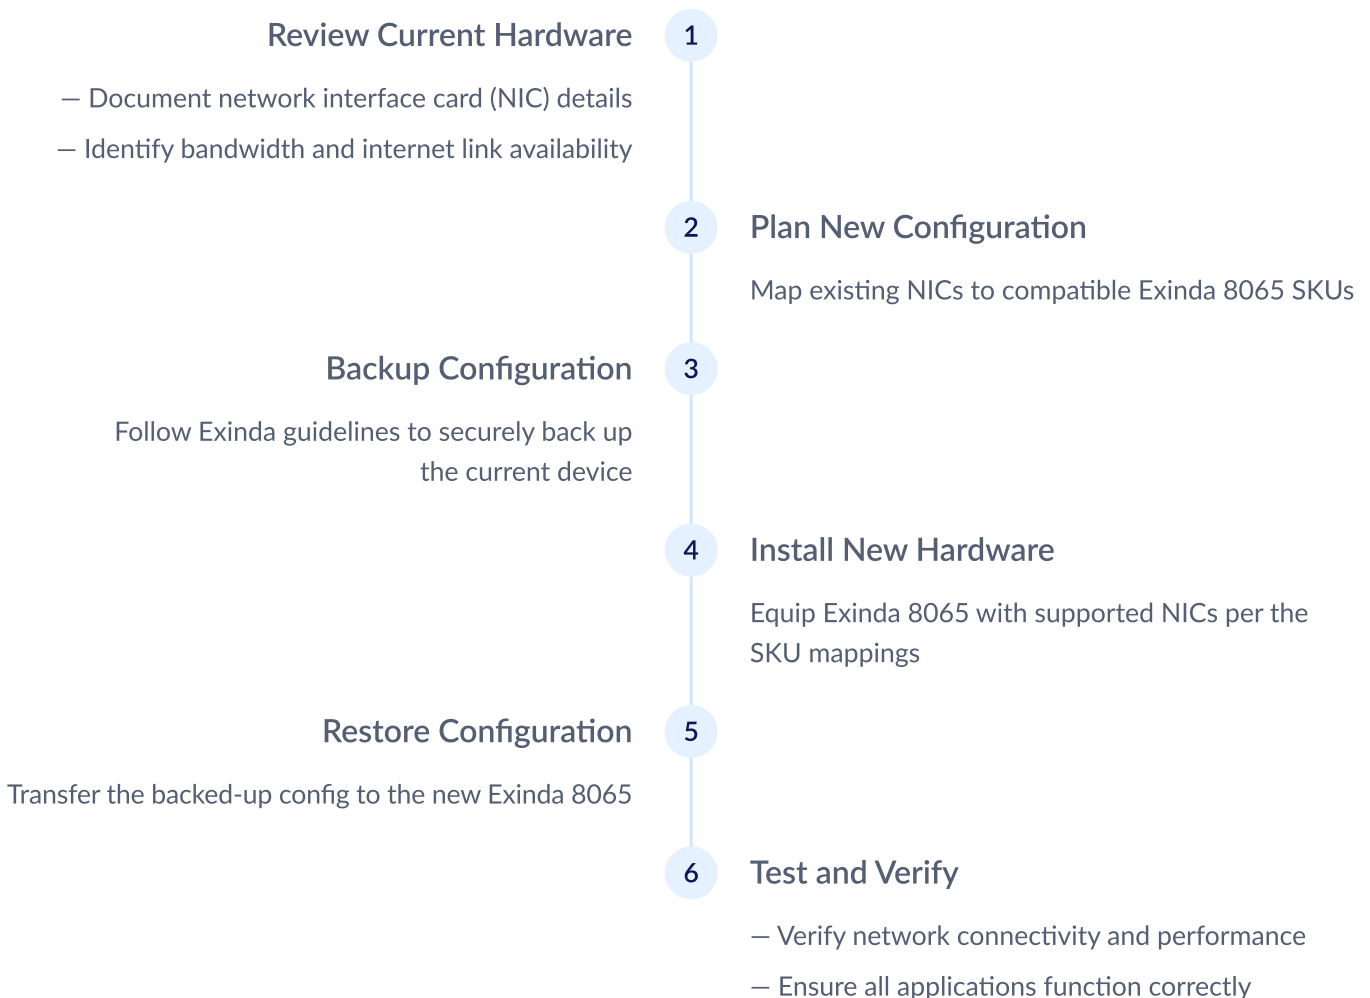 Review Current Hardware
1
— Document network interface card (NIC) details
— Identify bandwidth and internet link availability
2
Plan New Configuration
Map existing NICs to compatible Exinda 8065 SKUs
Backup Configuration
3
Follow Exinda guidelines to securely back up
the current device
4
Install New Hardware
Equip Exinda 8065 with supported NICs per the
SKU mappings
Restore Configuration
5
Transfer the backed-up config to the new Exinda 8065
6
Test and Verify
— Verify network connectivity and performance
— Ensure all applications function correctly